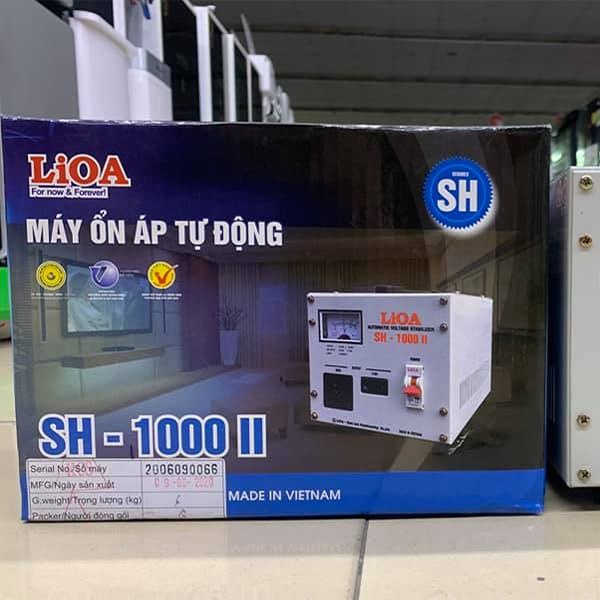 LiOA
For now & Forever!
SERIES
SH
MÁY ỔN ÁP TỰ ĐỘNG
LiOA
AUTOMATIC VOLTAGE STABILIZER
SH - 1000 II
SH - 1000 II
Serial No./Số máy 2006090066
MFG/Ngày sản xuất 2020
G.weight/Trọng lượng (kg)
Packer/Người đóng gói
MADE IN VIETNAM